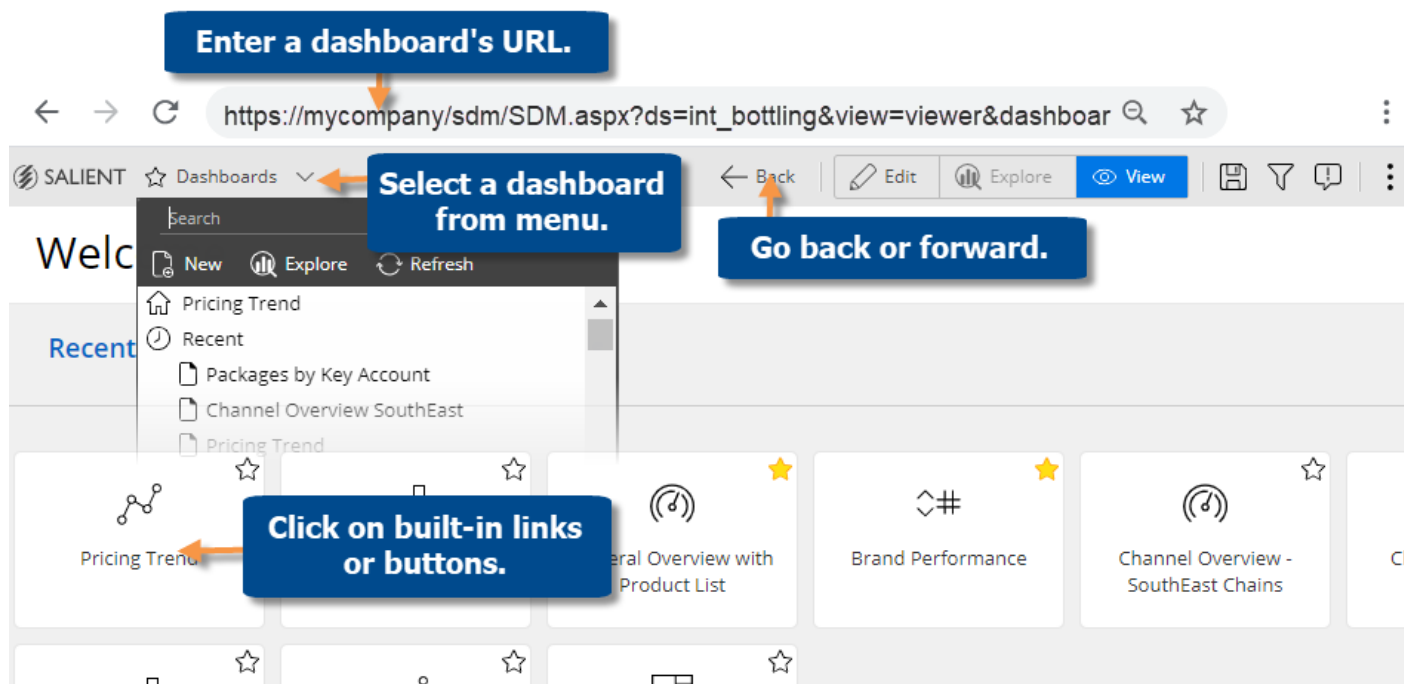 Enter a dashboard's URL.
https://mycompany/sdm/SDM.aspx?ds=int_bottling&view=viewer&dashboar
SALIENT
Dashboards
Select a dashboard
from menu.
Back
Edit
Explore
View
Search
Go back or forward.
Welc
New
Explore
Refresh
Pricing Trend
Recent
Recent
Packages by Key Account
Channel Overview SouthEast
Pricing Trend
Click on built-in links
or buttons.
Pricing Trend
eral Overview with
Product List
Brand Performance
Channel Overview -
SouthEast Chains